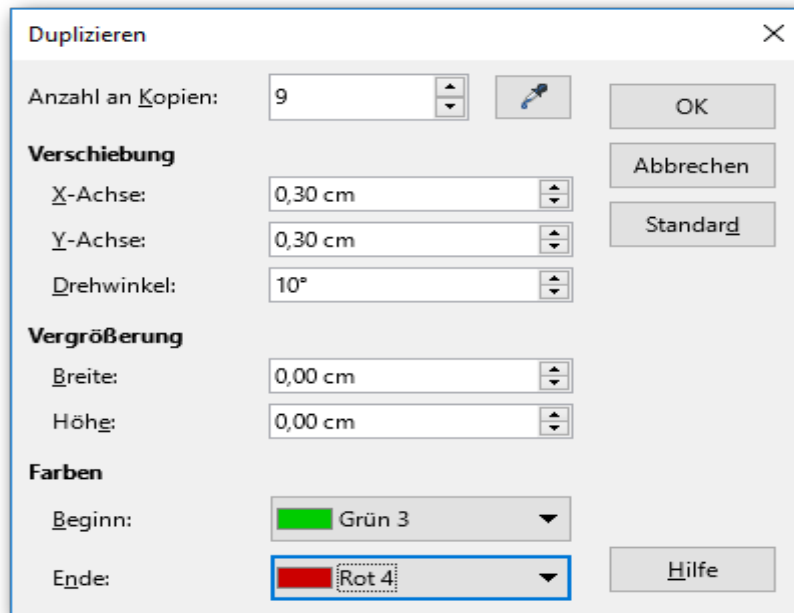 Duplizieren
Anzahl an Kopien: 9
OK
Verschiebung
Abbrechen
X-Achse: 0,30 cm
Standard
Y-Achse: 0,30 cm
Drehwinkel: 10°
Vergrößerung
Breite: 0,00 cm
Höhe: 0,00 cm
Farben
Beginn: Grün 3
Ende: Rot 4
Hilfe